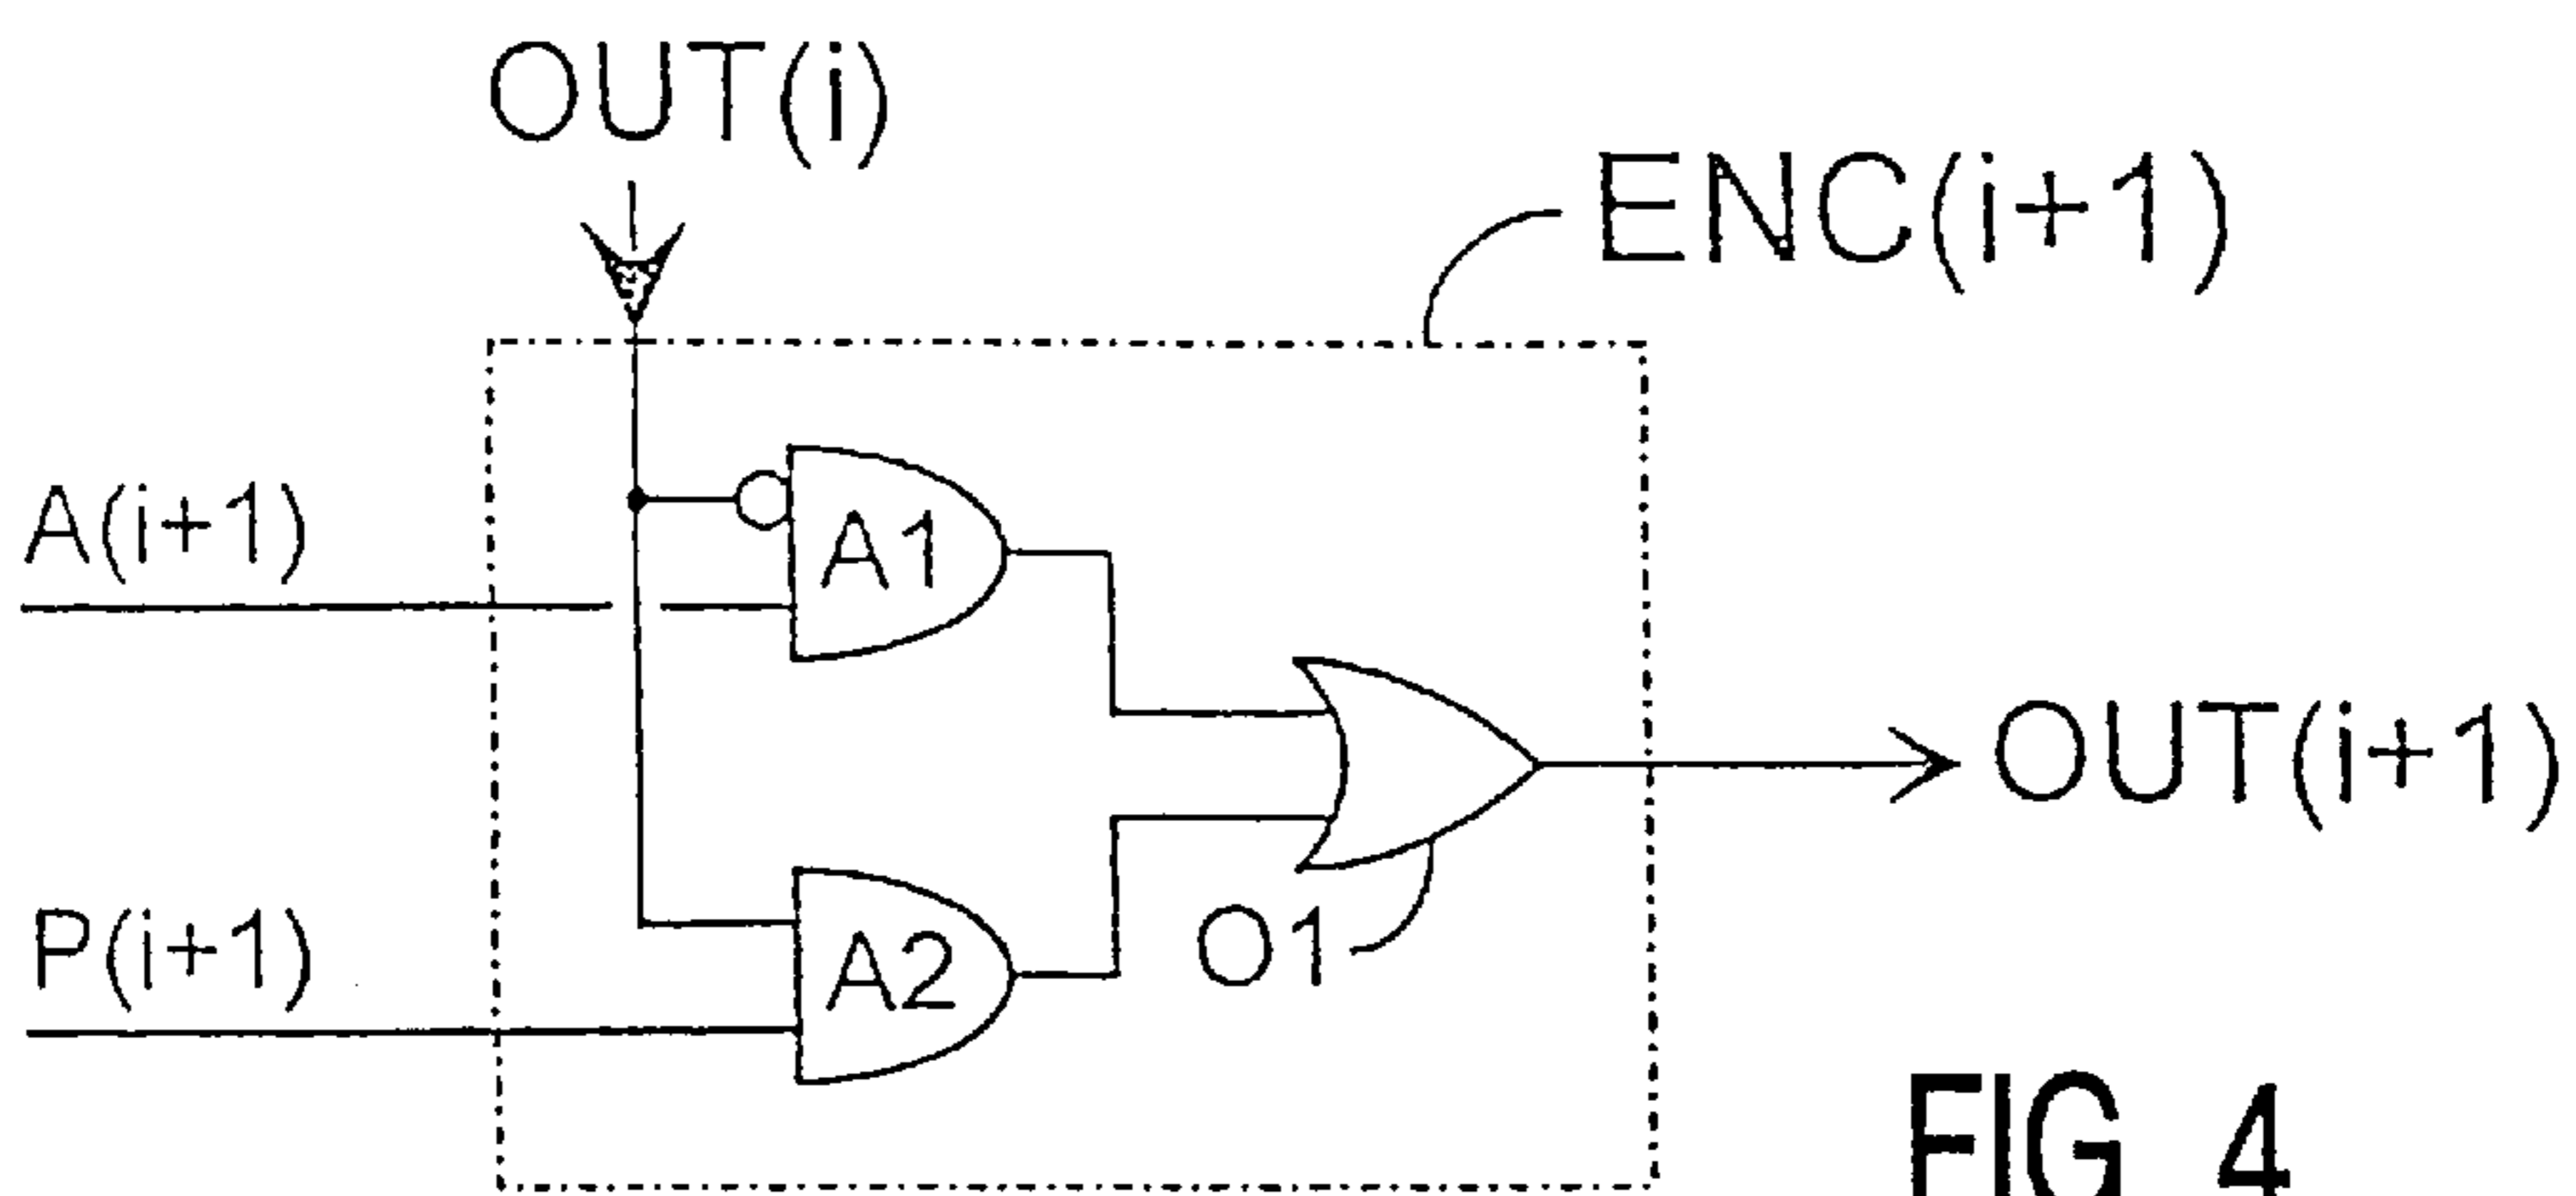 OUT(i)
ENC(i+1)
A(i+1)
A1
OUT(i+1)
P(i+1)
A2
O1
FIG 4